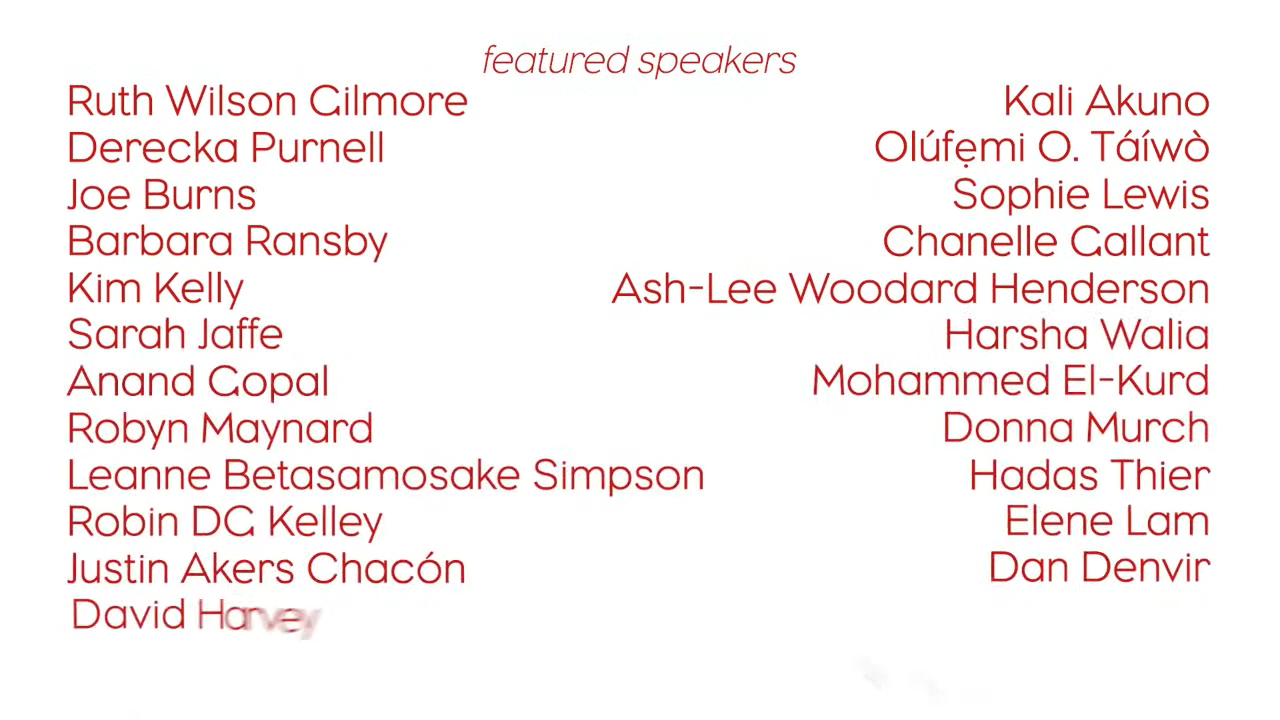 featured speakers
Ruth Wilson Gilmore
Derecka Purnell
Joe Burns
Barbara Ransby
Kim Kelly
Sarah Jaffe
Anand Gopal
Robyn Maynard
Leanne Betasamosake Simpson
Robin DG Kelley
Justin Akers Chacón
David Harvey
Kali Akuno
Olúfẹmi O. Táíwò
Sophie Lewis
Chanelle Gallant
Ash-Lee Woodard Henderson
Harsha Walia
Mohammed El-Kurd
Donna Murch
Hadas Thier
Elene Lam
Dan Denvir